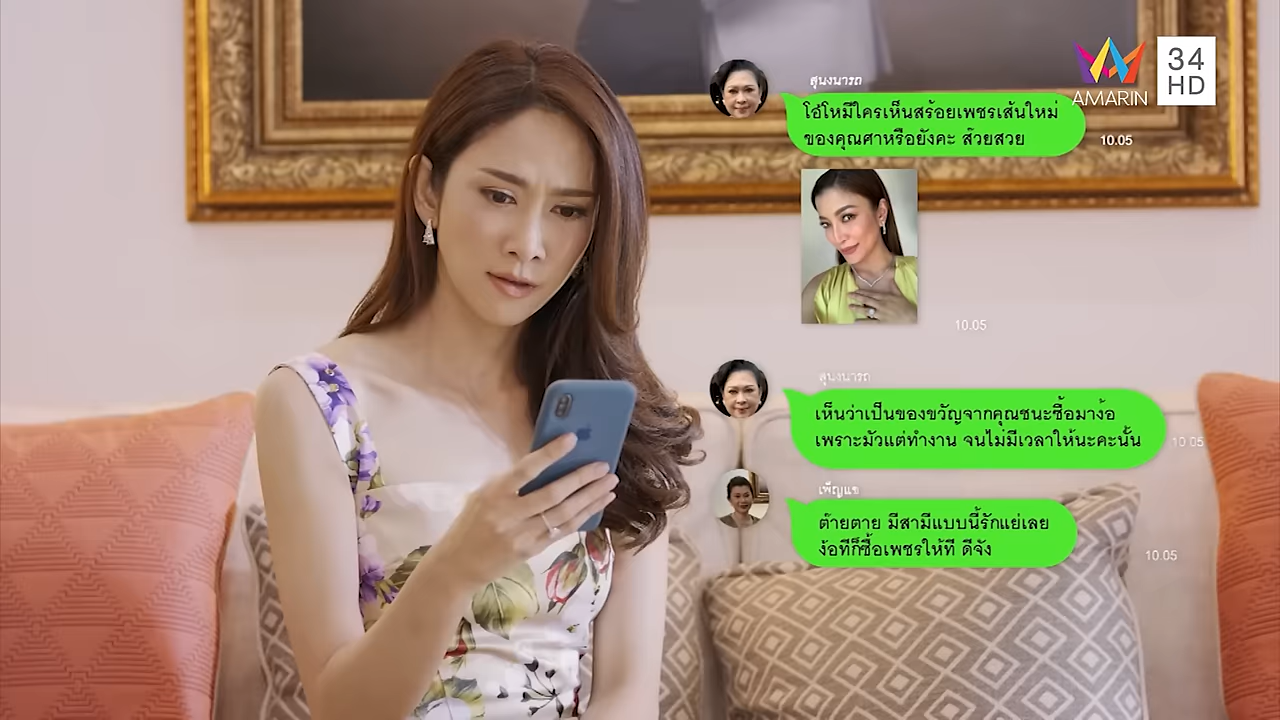 สุนงนารถ
โอ๊โหมีใครเห็นสร้อยเพชรเส้นใหม่
ของคุณศาหรือยังคะ ส๊วยสวย
10.05
10.05
สุนงนารถ
เห็นว่าเป็นของขวัญจากคุณชนะซื้อมาง้อ
เพราะมัวแต่ทำงาน จนไม่มีเวลาให้นะคะนั้น
10.05
เพ็ญแข
ต๊ายตาย มีสามีแบบนี้รักแย่เลย
ง้อทีก็ซื้อเพชรให้ที ดีจัง
10.05
AMARIN
34
HD